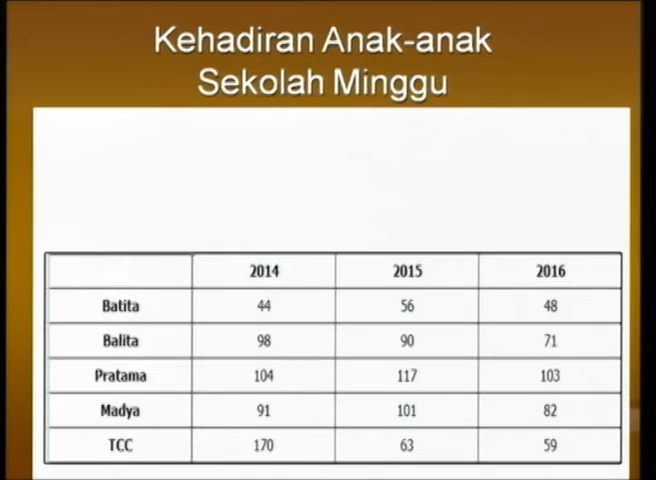 Kehadiran Anak-anak
Sekolah Minggu
2014 2015 2016
Batita 44 56 48
Balita 98 90 71
Pratama 104 117 103
Madya 91 101 82
TCC 170 63 59